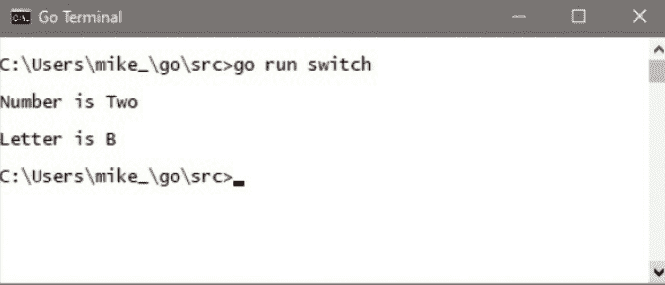 Go Terminal
C:\Users\mike_\go\src>go run switch
Number is Two
Letter is B
C:\Users\mike_\go\src>